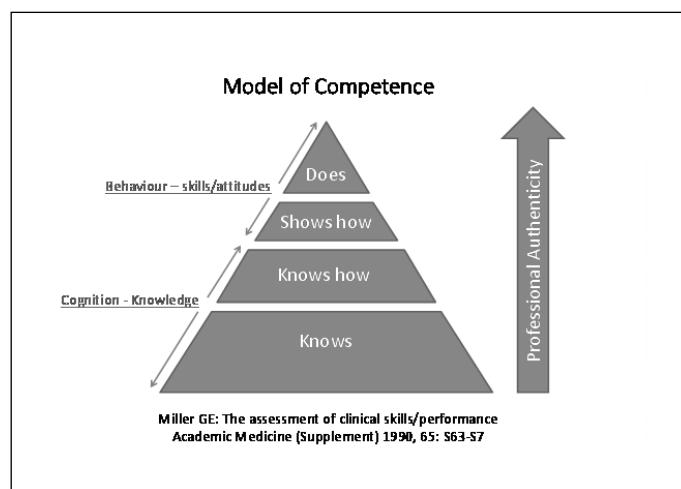 Model of Competence
Does
Behaviour – skills/attitudes
Shows how
Knows how
Cognition - Knowledge
Knows
Professional Authenticity
Miller GE: The assessment of clinical skills/performance
Academic Medicine (Supplement) 1990, 65: S63-S7